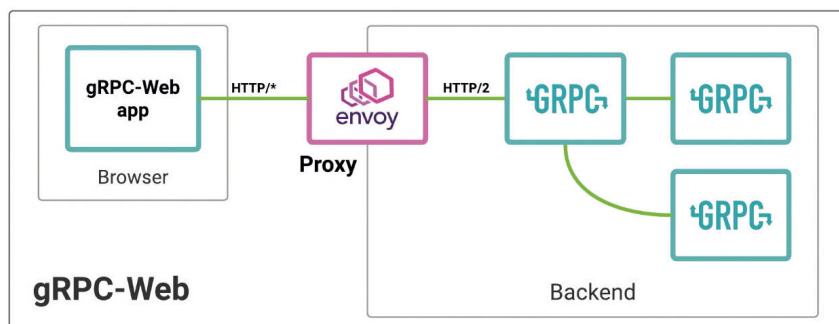 gRPC-Web
app
HTTP/*
envoy
HTTP/2
GRPC
GRPC
Proxy
Browser
GRPC
gRPC-Web
Backend